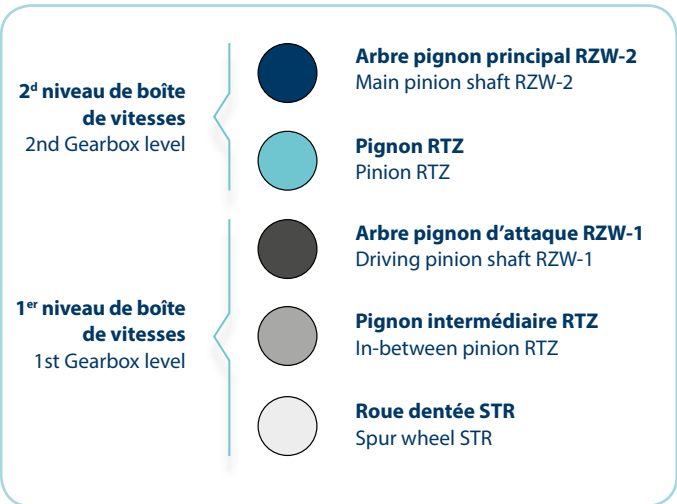 2d niveau de boîte
de vitesses
2nd Gearbox level
Arbre pignon principal RZW-2
Main pinion shaft RZW-2
Pignon RTZ
Pinion RTZ
1er niveau de boîte
de vitesses
1st Gearbox level
Arbre pignon d’attaque RZW-1
Driving pinion shaft RZW-1
Pignon intermédiaire RTZ
In-between pinion RTZ
Roue dentée STR
Spur wheel STR